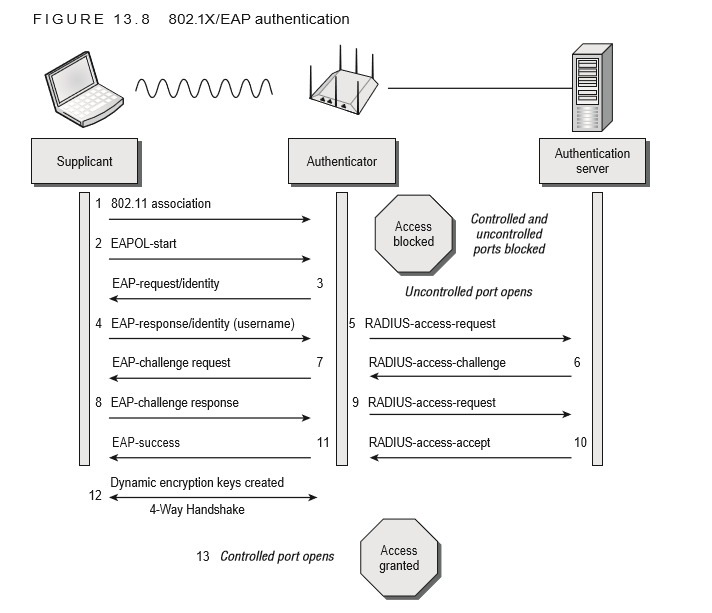 FIGURE 13.8 802.1X/EAP authentication
Supplicant
Authenticator
Authentication
server
1 802.11 association
Access
blocked
Controlled and
uncontrolled
ports blocked
2 EAPOL-start
EAP-request/identity 3
Uncontrolled port opens
4 EAP-response/identity (username)
5 RADIUS-access-request
EAP-challenge request 7
RADIUS-access-challenge 6
8 EAP-challenge response
9 RADIUS-access-request
EAP-success 11
RADIUS-access-accept 10
12
Dynamic encryption keys created
4-Way Handshake
13 Controlled port opens
Access
granted